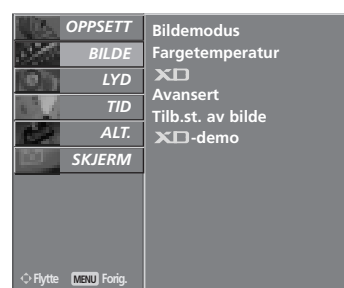 OPPSETT
BILDE
LYD
TID
ALT.
SKJERM
Bildemodus
Fargetemperatur
XD
Avansert
Tilb.st. av bilde
XD-demo
Flytte MENU Forig.